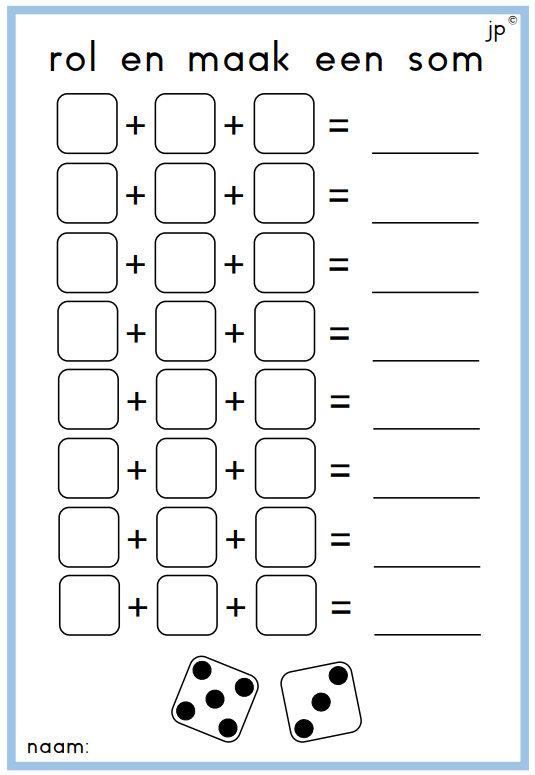 jp©
rol en maak een som
+ + =
+ + =
+ + =
+ + =
+ + =
+ + =
+ + =
+ + =
naam: